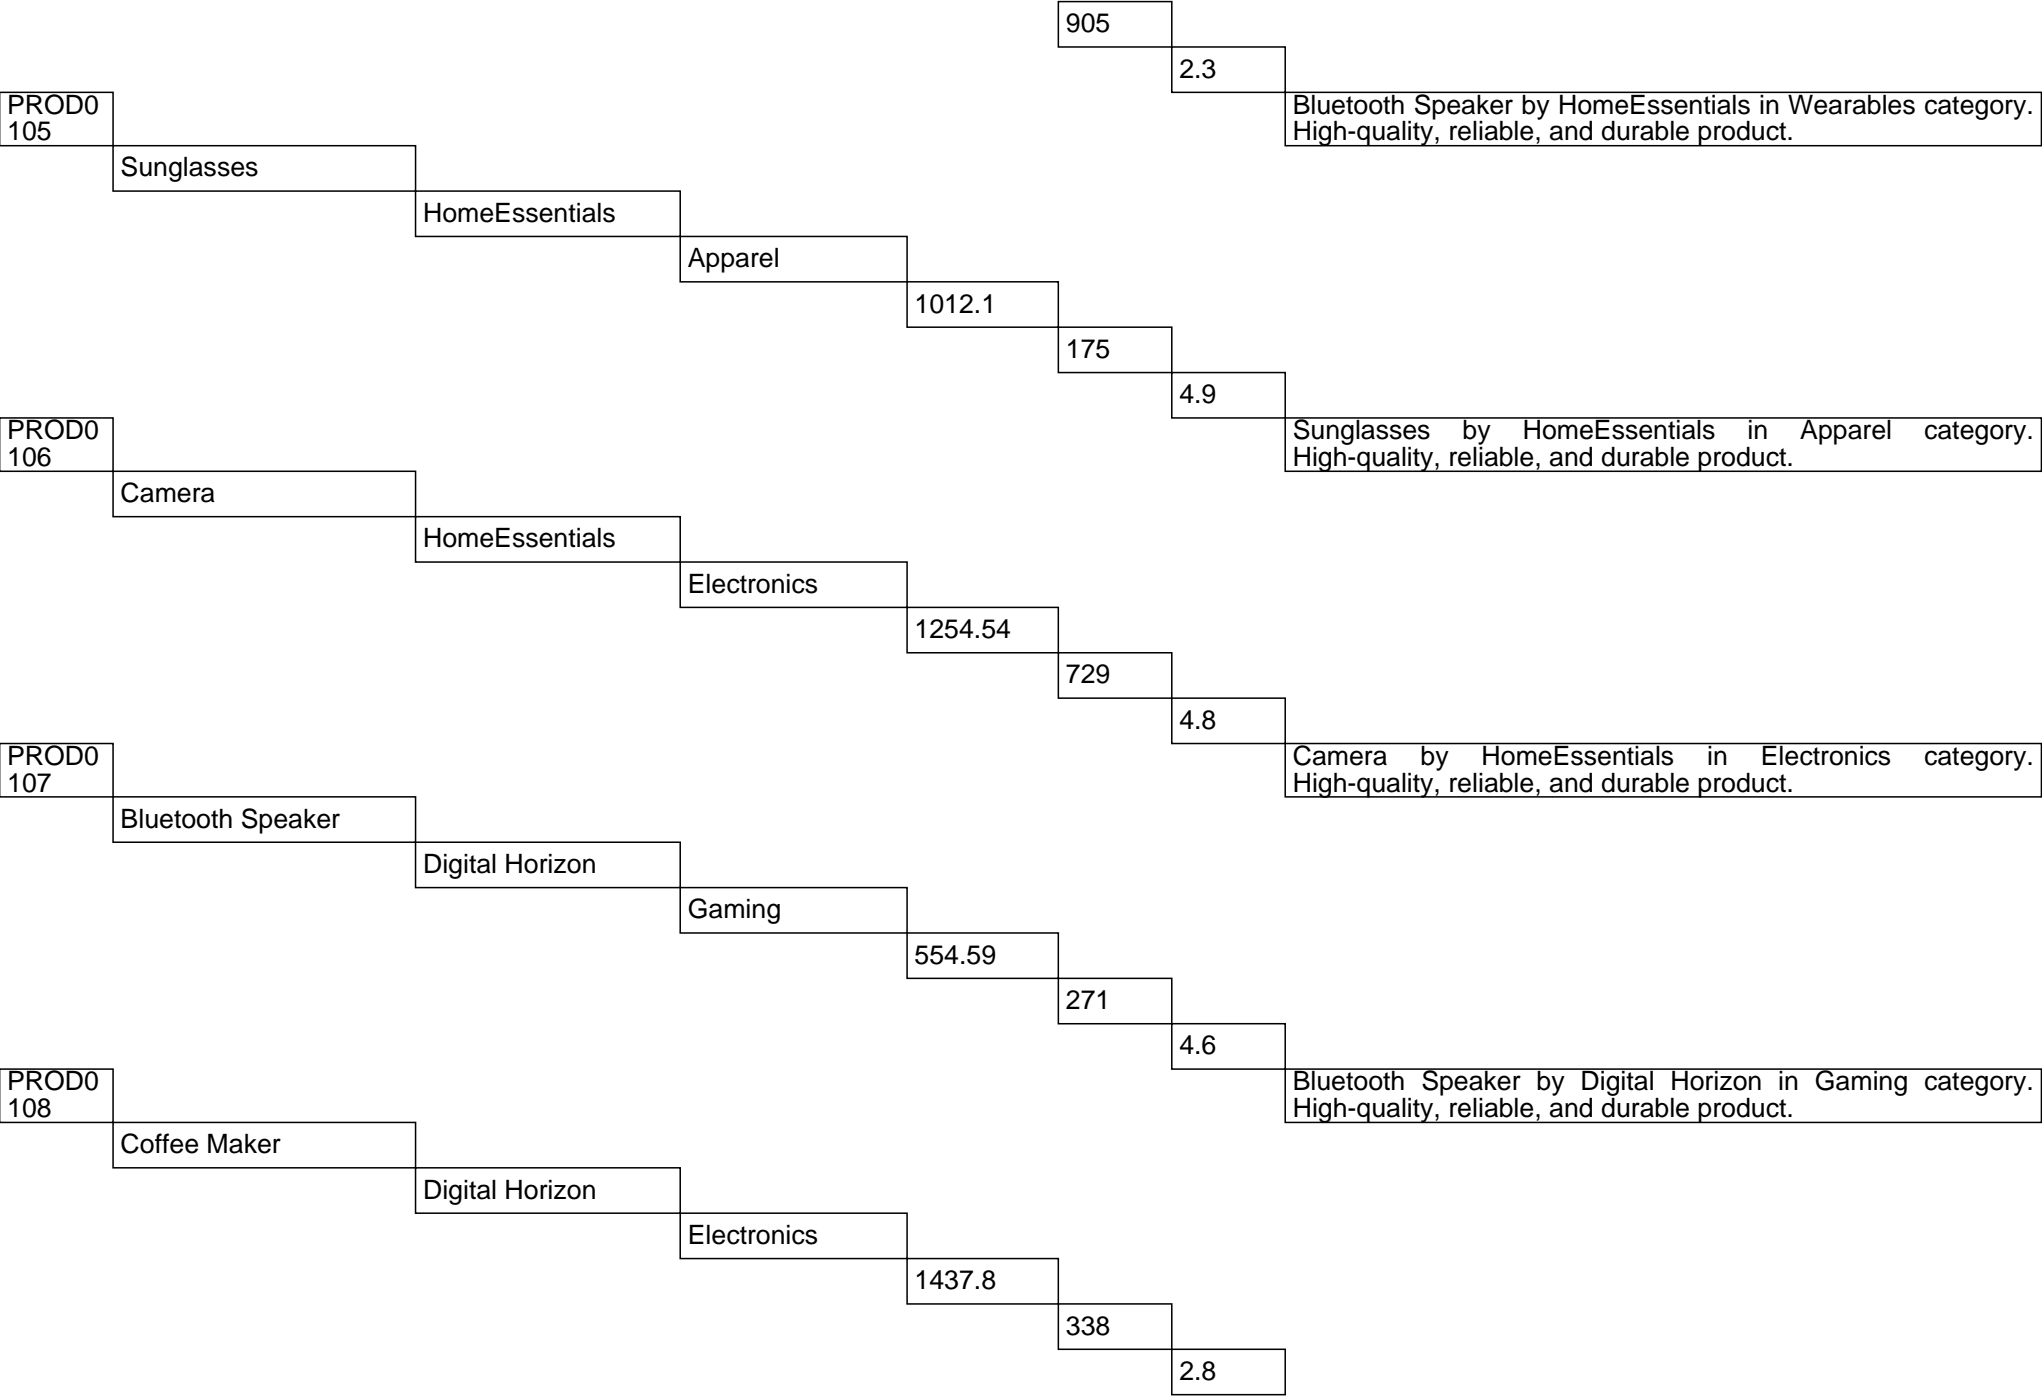 905
2.3
Bluetooth Speaker by HomeEssentials in Wearables category.
High-quality, reliable, and durable product.
PROD0
105
Sunglasses
HomeEssentials
Apparel
1012.1
175
4.9
Sunglasses by HomeEssentials in Apparel category.
High-quality, reliable, and durable product.
PROD0
106
Camera
HomeEssentials
Electronics
1254.54
729
4.8
Camera by HomeEssentials in Electronics category.
High-quality, reliable, and durable product.
PROD0
107
Bluetooth Speaker
Digital Horizon
Gaming
554.59
271
4.6
Bluetooth Speaker by Digital Horizon in Gaming category.
High-quality, reliable, and durable product.
PROD0
108
Coffee Maker
Digital Horizon
Electronics
1437.8
338
2.8